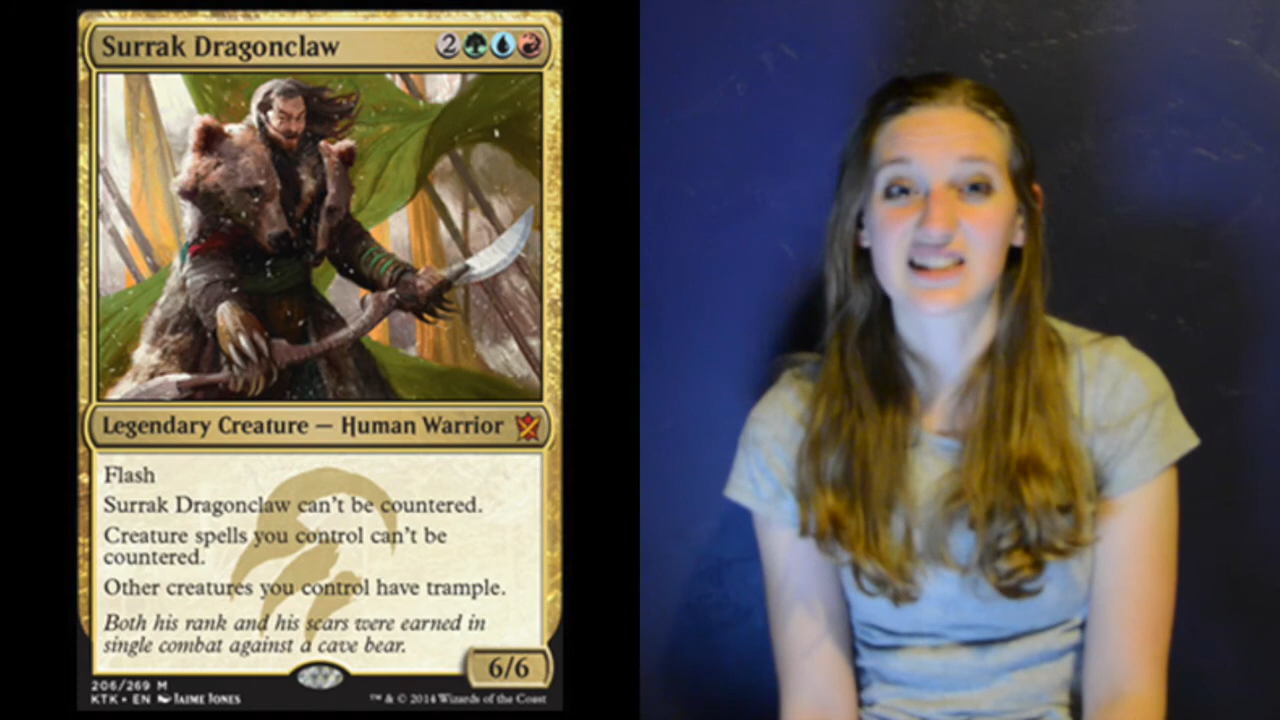 Surrak Dragonclaw 2
Legendary Creature — Human Warrior
Flash
Surrak Dragonclaw can't be countered.
Creature spells you control can't be
countered.
Other creatures you control have trample.
Both his rank and his scars were earned in
single combat against a cave bear.
6/6
206/269 M
KTK • EN JAIME JONES
™ & © 2014 Wizards of the Coast